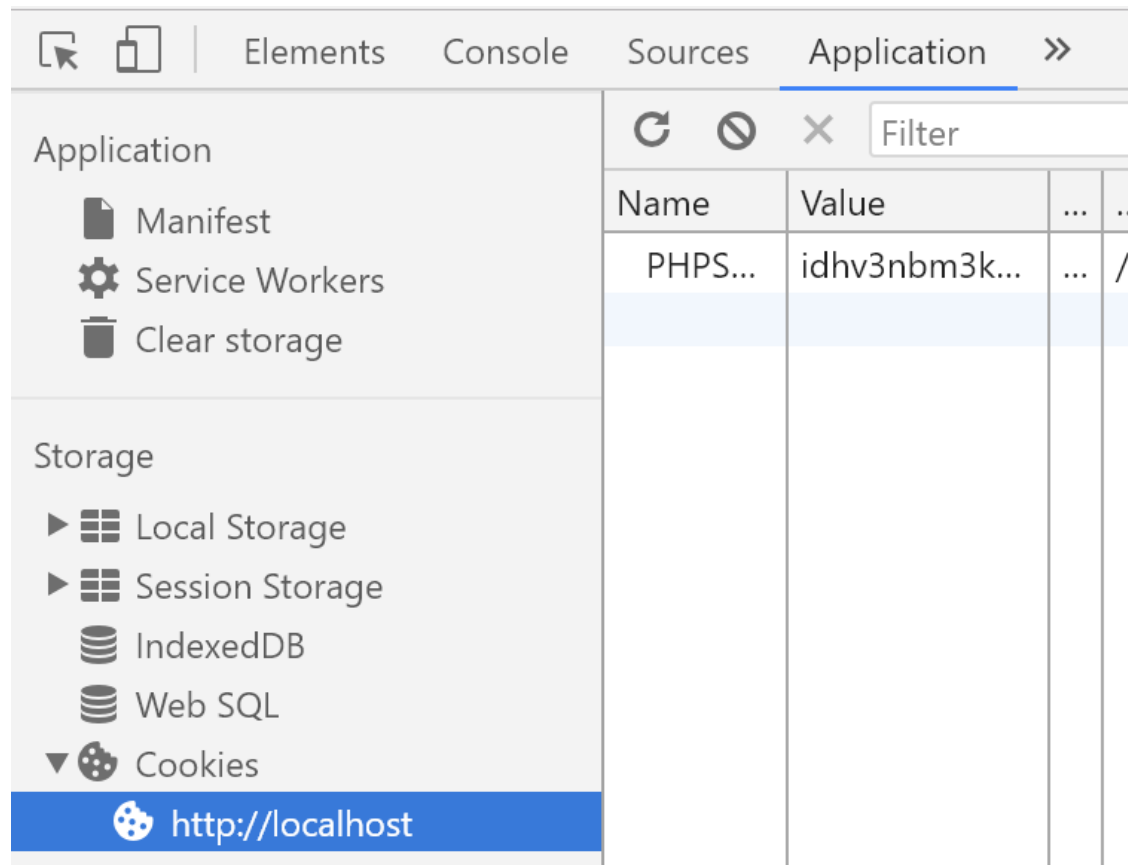 Elements Console Sources Application »
Application
Manifest
Service Workers
Clear storage
Storage
Local Storage
Session Storage
IndexedDB
Web SQL
Cookies
http://localhost
Filter
Name Value ... ..
PHPS... idhv3nbm3k... ... /